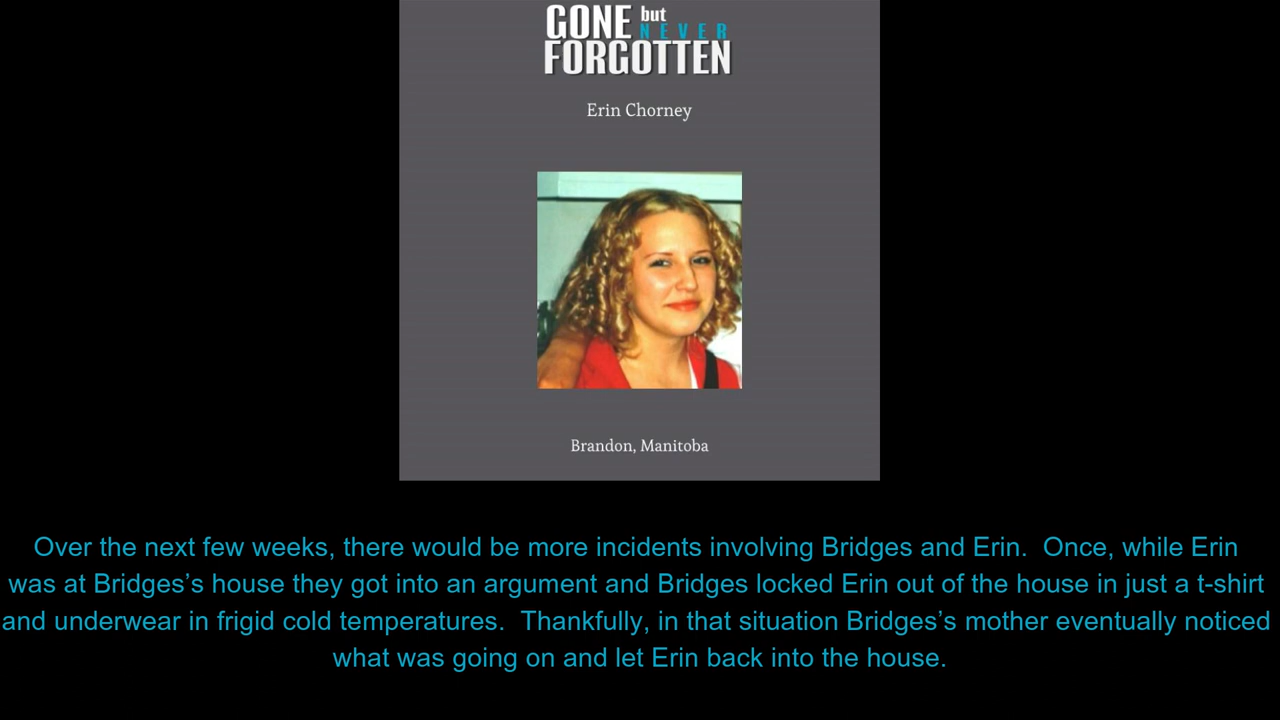 GONE but
NEVER
FORGOTTEN
Erin Chorney
Brandon, Manitoba
Over the next few weeks, there would be more incidents involving Bridges and Erin.  Once, while Erin
was at Bridges’s house they got into an argument and Bridges locked Erin out of the house in just a t-shirt
and underwear in frigid cold temperatures.  Thankfully, in that situation Bridges’s mother eventually noticed
what was going on and let Erin back into the house.